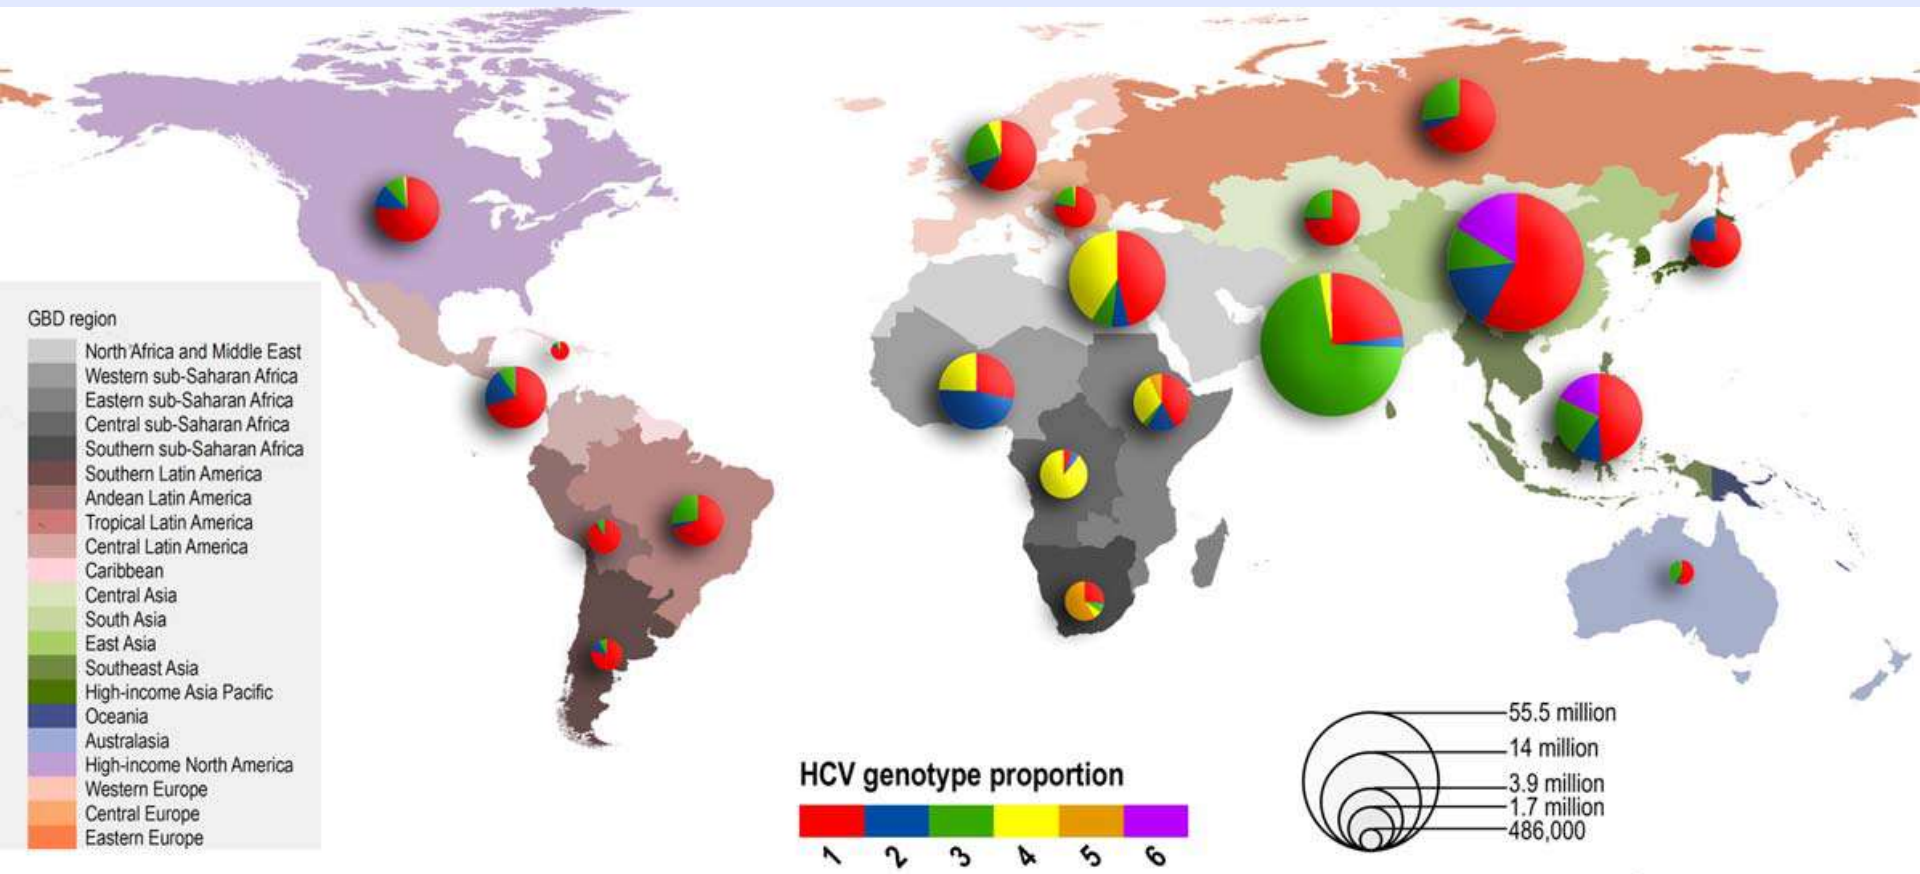 GBD region
North Africa and Middle East
Western sub-Saharan Africa
Eastern sub-Saharan Africa
Central sub-Saharan Africa
Southern sub-Saharan Africa
Southern Latin America
Andean Latin America
Tropical Latin America
Central Latin America
Caribbean
Central Asia
South Asia
East Asia
Southeast Asia
High-income Asia Pacific
Oceania
Australasia
High-income North America
Western Europe
Central Europe
Eastern Europe
HCV genotype proportion
1 2 3 4 5 6
55.5 million
14 million
3.9 million
1.7 million
486,000